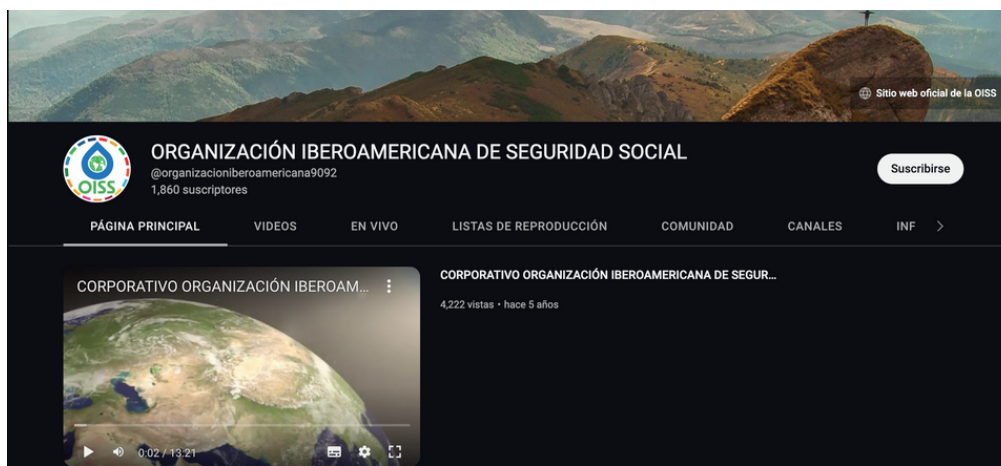 Sitio web oficial de la OISS
OISS
ORGANIZACIÓN IBEROAMERICANA DE SEGURIDAD SOCIAL
@organizacioniberoamericana9092
1,860 suscriptores
Suscribirse
PÁGINA PRINCIPAL VIDEOS EN VIVO LISTAS DE REPRODUCCIÓN COMUNIDAD CANALES INF
CORPORATIVO ORGANIZACIÓN IBEROAM...
CORPORATIVO ORGANIZACIÓN IBEROAMERICANA DE SEGUR...
4,222 vistas • hace 5 años
0:02 / 13:21